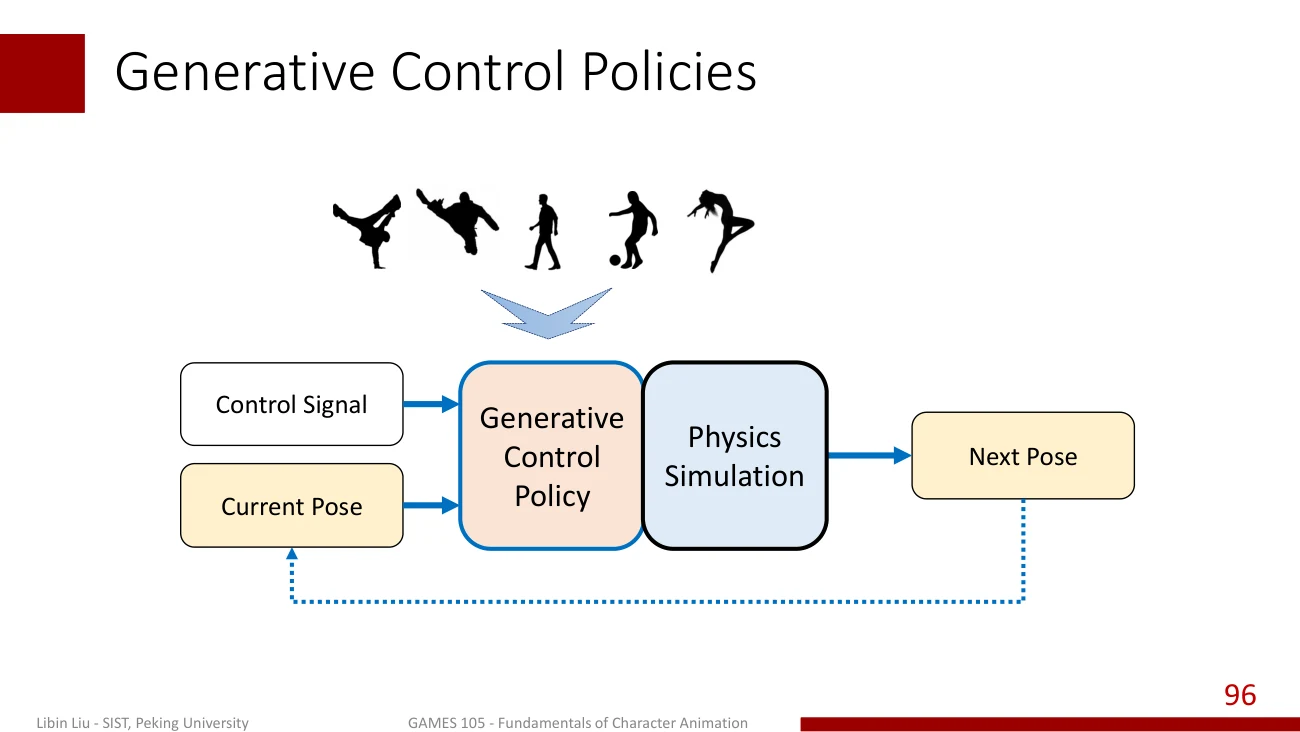 Generative Control Policies
Control Signal
Current Pose
Generative
Control
Policy
Physics
Simulation
Next Pose
96
Libin Liu - SIST, Peking University
GAMES 105 - Fundamentals of Character Animation